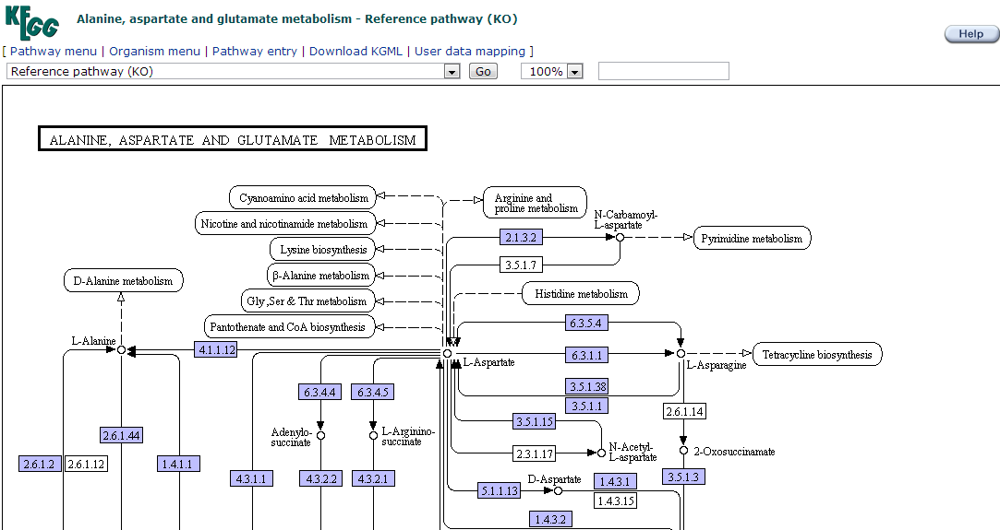 KEGG
Alanine, aspartate and glutamate metabolism - Reference pathway (KO)
Help
[ Pathway menu | Organism menu | Pathway entry | Download KGML | User data mapping ]
Reference pathway (KO)
Go
100%
ALANINE, ASPARTATE AND GLUTAMATE METABOLISM
Cyanoamino acid metabolism
Arginine and
proline metabolism
Nicotine and nicotinamide metabolism
N-Carbamoyl-
L-aspartate
2.1.3.2
Pyrimidine metabolism
Lysine biosynthesis
3.5.1.7
β-Alanine metabolism
D-Alanine metabolism
Histidine metabolism
Gly ,Ser & Thr metabolism
Pantothenate and CoA biosynthesis
6.3.5.4
L-Alanine
4.1.1.12
L-Aspartate
6.3.1.1
L-Asparagine
Tetracycline biosynthesis
6.3.4.4
6.3.4.5
3.5.1.38
3.5.1.1
2.6.1.14
3.5.1.15
2.6.1.44
Adenylo-
succinate
L-Arginino-
succinate
N-Acetyl-
L-aspartate
2.3.1.17
2-Oxosuccinamate
2.6.1.2
2.6.1.12
1.4.1.1
4.3.1.1
4.3.2.2
4.3.2.1
D-Aspartate
5.1.1.13
1.4.3.1
1.4.3.15
3.5.1.3
1.4.3.2